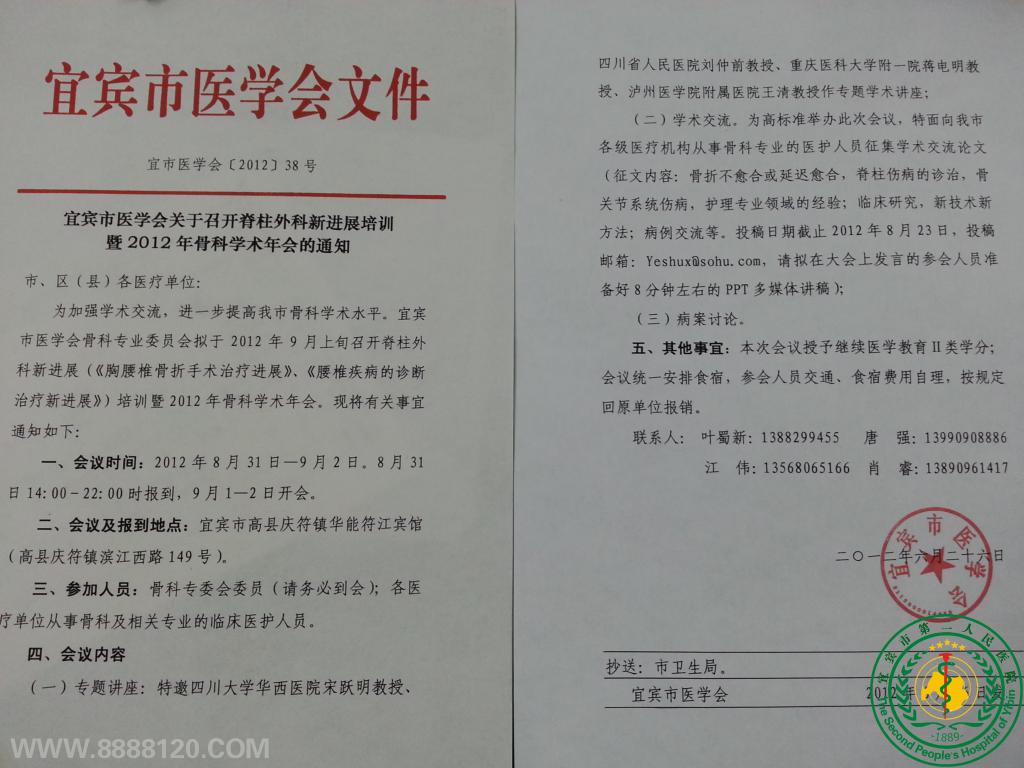 宜宾市医学会文件
宜市医学会〔2012〕38号
宜宾市医学会关于召开脊柱外科新进展培训
暨2012年骨科学术年会的通知
市、区（县）各医疗单位：
为加强学术交流，进一步提高我市骨科学术水平。宜宾
市医学会骨科专业委员会拟于2012年9月上旬召开脊柱外
科新进展（《胸腰椎骨折手术治疗进展》、《腰椎疾病的诊断
治疗新进展》）培训暨2012年骨科学术年会。现将有关事宜
通知如下：
一、会议时间：2012年8月31日—9月2日。8月31
日14:00-22:00时报到，9月1—2日开会。
二、会议及报到地点：宜宾市高县庆符镇华能符江宾馆
（高县庆符镇滨江西路149号）。
三、参加人员：骨科专委会委员（请务必到会）；各医
疗单位从事骨科及相关专业的临床医护人员。
四、会议内容
（一）专题讲座：特邀四川大学华西医院宋跃明教授、
四川省人民医院刘仲前教授、重庆医科大学附一院蒋电明教
授、泸州医学院附属医院王清教授作专题学术讲座；
（二）学术交流。为高标准举办此次会议，特面向我市
各级医疗机构从事骨科专业的医护人员征集学术交流论文
（征文内容：骨折不愈合或延迟愈合，脊柱伤病的诊治，骨
关节系统伤病，护理专业领域的经验；临床研究，新技术新
方法；病例交流等。投稿日期截止2012年8月23日，投稿
邮箱：Yeshux@sohu.com，请拟在大会上发言的参会人员准
备好8分钟左右的PPT多媒体讲稿）；
（三）病案讨论。
五、其他事宜：本次会议授予继续医学教育II类学分；
会议统一安排食宿，参会人员交通、食宿费用自理，按规定
回原单位报销。
联系人：叶蜀新：1388299455 唐 强：13990908886
江 伟：13568065166 肖 睿：13890961417
二〇一二年六月二十六日
宜宾市医学会
抄送：市卫生局。
宜宾市医学会 2012年
宜宾市第一人民医院
The Second People's Hospital of Yibin
-1889-
WWW.8888120.COM